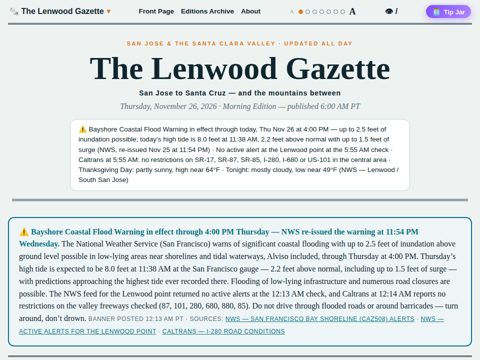 The Lenwood Gazette ▾ Front Page Editions Archive About A A 👁 / Tip Jar
SAN JOSE & THE SANTA CLARA VALLEY · UPDATED ALL DAY
The Lenwood Gazette
San Jose to Santa Cruz — and the mountains between
Thursday, November 26, 2026 · Morning Edition — published 6:00 AM PT
⚠️ Bayshore Coastal Flood Warning in effect through today, Thu Nov 26 at 4:00 PM — up to 2.5 feet of
inundation possible; today's high tide is 8.0 feet at 11:38 AM, 2.2 feet above normal with up to 1.5 feet of
surge (NWS, re-issued Nov 25 at 11:54 PM) · No active alert at the Lenwood point at the 5:55 AM check ·
Caltrans at 5:55 AM: no restrictions on SR-17, SR-87, SR-85, I-280, I-680 or US-101 in the central area ·
Thanksgiving Day: partly sunny, high near 64°F · Tonight: mostly cloudy, low near 49°F (NWS — Lenwood /
South San Jose)
⚠️ Bayshore Coastal Flood Warning in effect through 4:00 PM Thursday — NWS re-issued the warning at 11:54 PM
Wednesday. The National Weather Service (San Francisco) warns of significant coastal flooding with up to 2.5 feet of inundation above
ground level possible in low-lying areas near shorelines and tidal waterways, Alviso included, through Thursday at 4:00 PM. Thursday's
high tide is expected to be 8.0 feet at 11:38 AM at the San Francisco gauge — 2.2 feet above normal, including up to 1.5 feet of surge —
with predictions approaching the highest tide ever recorded there. Flooding of low-lying infrastructure and numerous road closures are
possible. The NWS feed for the Lenwood point returned no active alerts at the 12:13 AM check, and Caltrans at 12:14 AM reports no
restrictions on the valley freeways checked (87, 101, 280, 680, 880, 85). Do not drive through flooded roads or around barricades — turn
around, don't drown. BANNER POSTED 12:13 AM PT · SOURCES: NWS — SAN FRANCISCO BAY SHORELINE (CAZ508) ALERTS · NWS —
ACTIVE ALERTS FOR THE LENWOOD POINT · CALTRANS — I-280 ROAD CONDITIONS